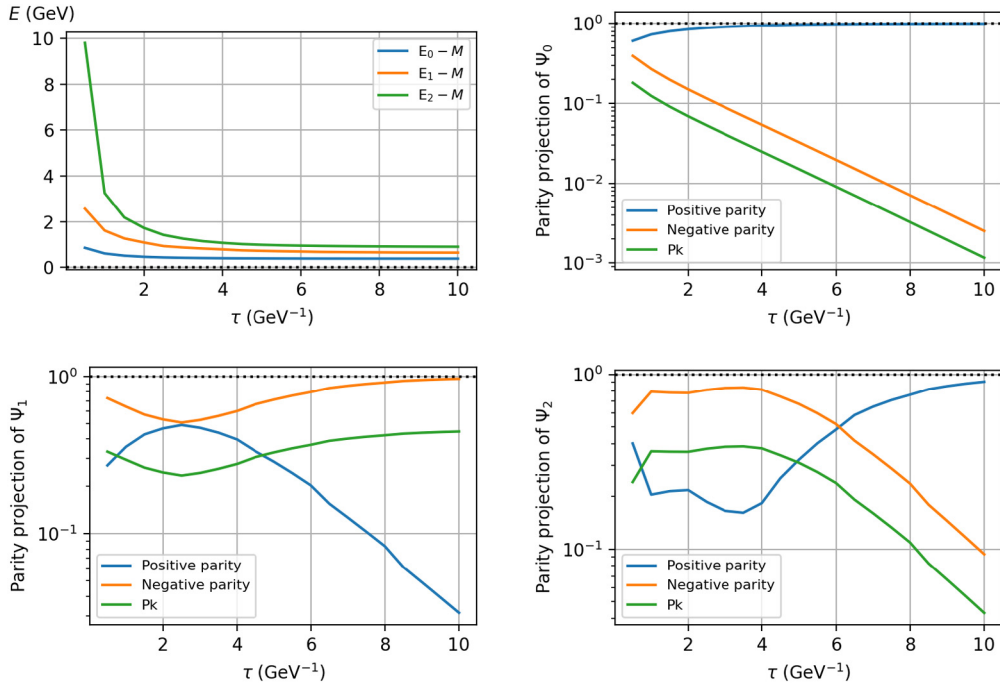 E (GeV)
10
8
6
4
2
0
E₀ − M
E₁ − M
E₂ − M
2 4 6 8 10
τ (GeV⁻¹)
Parity projection of Ψ₀
10⁰
10⁻¹
10⁻²
10⁻³
Positive parity
Negative parity
Pk
2 4 6 8 10
τ (GeV⁻¹)
Parity projection of Ψ₁
10⁰
10⁻¹
Positive parity
Negative parity
Pk
2 4 6 8 10
τ (GeV⁻¹)
Parity projection of Ψ₂
10⁰
10⁻¹
Positive parity
Negative parity
Pk
2 4 6 8 10
τ (GeV⁻¹)